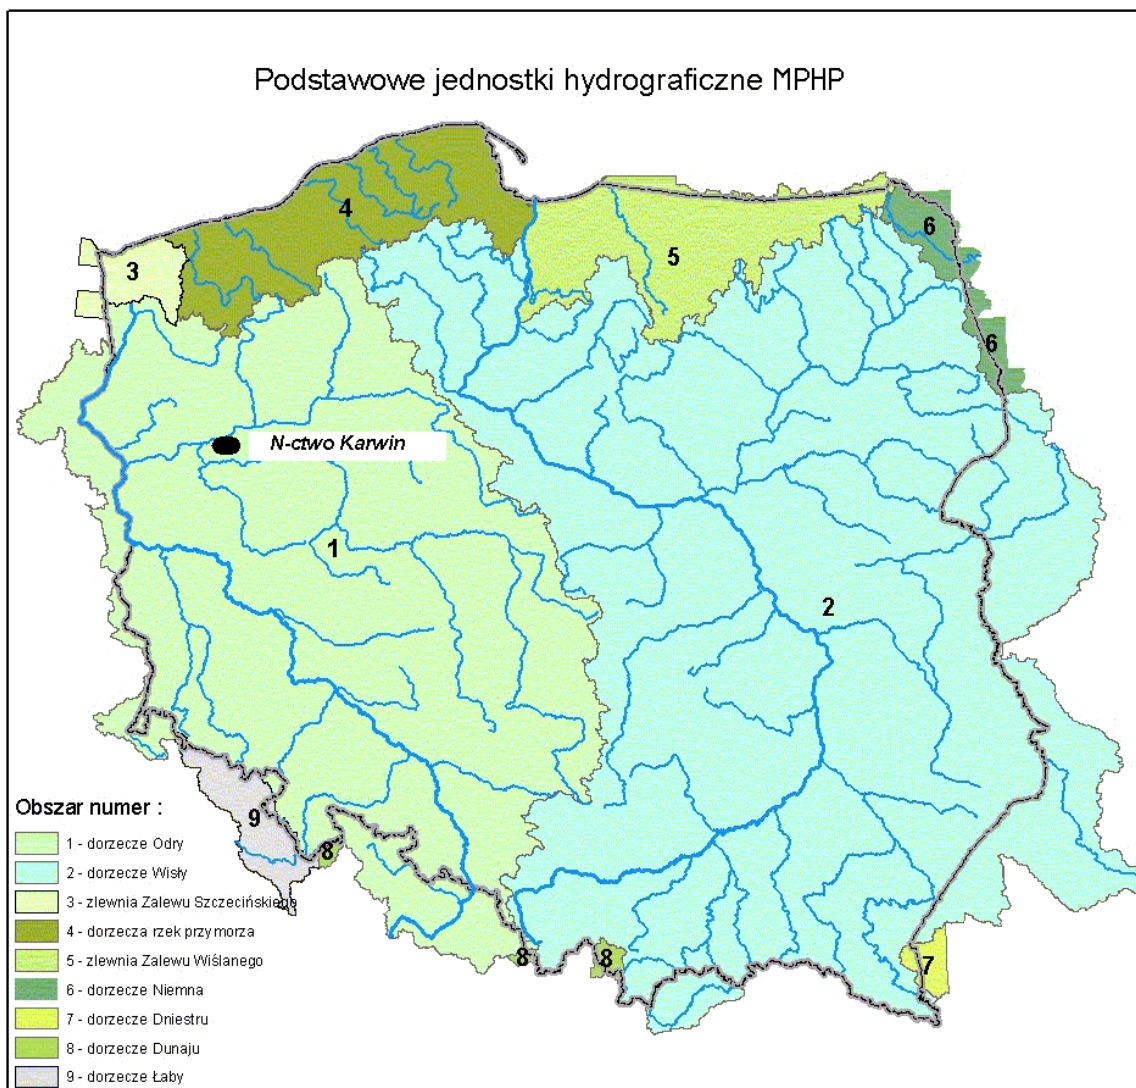 Podstawowe jednostki hydrograficzne MPHP
4
3
5
6
6
N-ctwo Karwin
1
2
9
8
8
8
7
Obszar numer :
1 - dorzecze Odry
2 - dorzecze Wisły
3 - zlewnia Zalewu Szczecińskiego
4 - dorzecza rzek przymorza
5 - zlewnia Zalewu Wiślanego
6 - dorzecze Niemna
7 - dorzecze Dniestru
8 - dorzecze Dunaju
9 - dorzecze Łaby